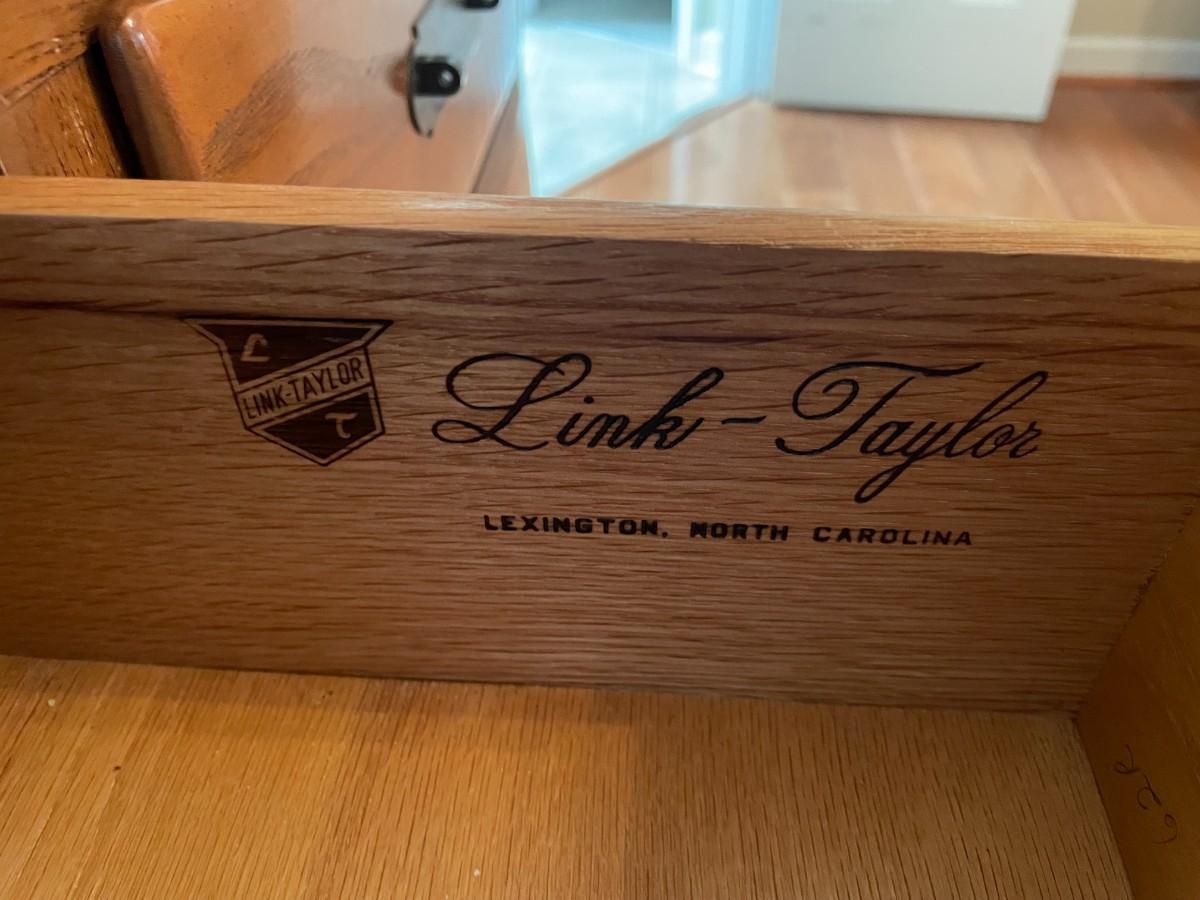 L
LINK-TAYLOR
T
Link-Taylor
LEXINGTON, NORTH CAROLINA